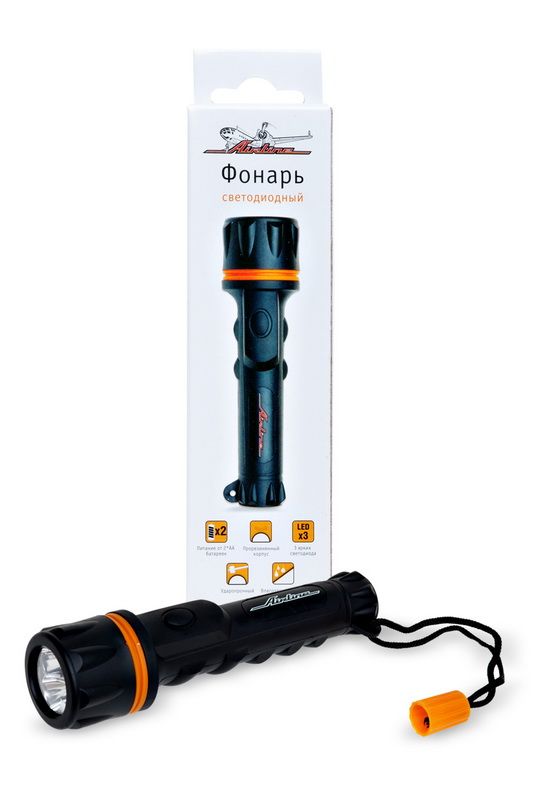 Airline
Фонарь
светодиодный
Airline
x2
LED
x3
Питание от 2*АА
батареек
Прорезиненный
корпус
3 ярких
светодиода
Ударопрочный
Airline